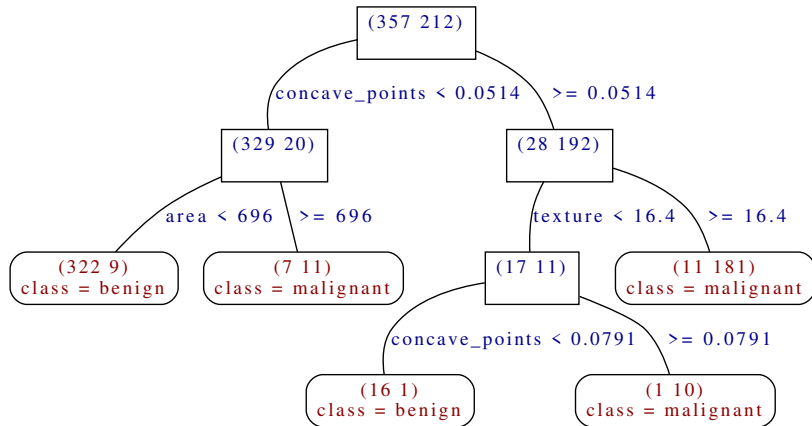 (357 212)
concave_points < 0.0514
>= 0.0514
(329 20)
(28 192)
area < 696
>= 696
texture < 16.4
>= 16.4
(322 9)
class = benign
(7 11)
class = malignant
(17 11)
(11 181)
class = malignant
concave_points < 0.0791
>= 0.0791
(16 1)
class = benign
(1 10)
class = malignant